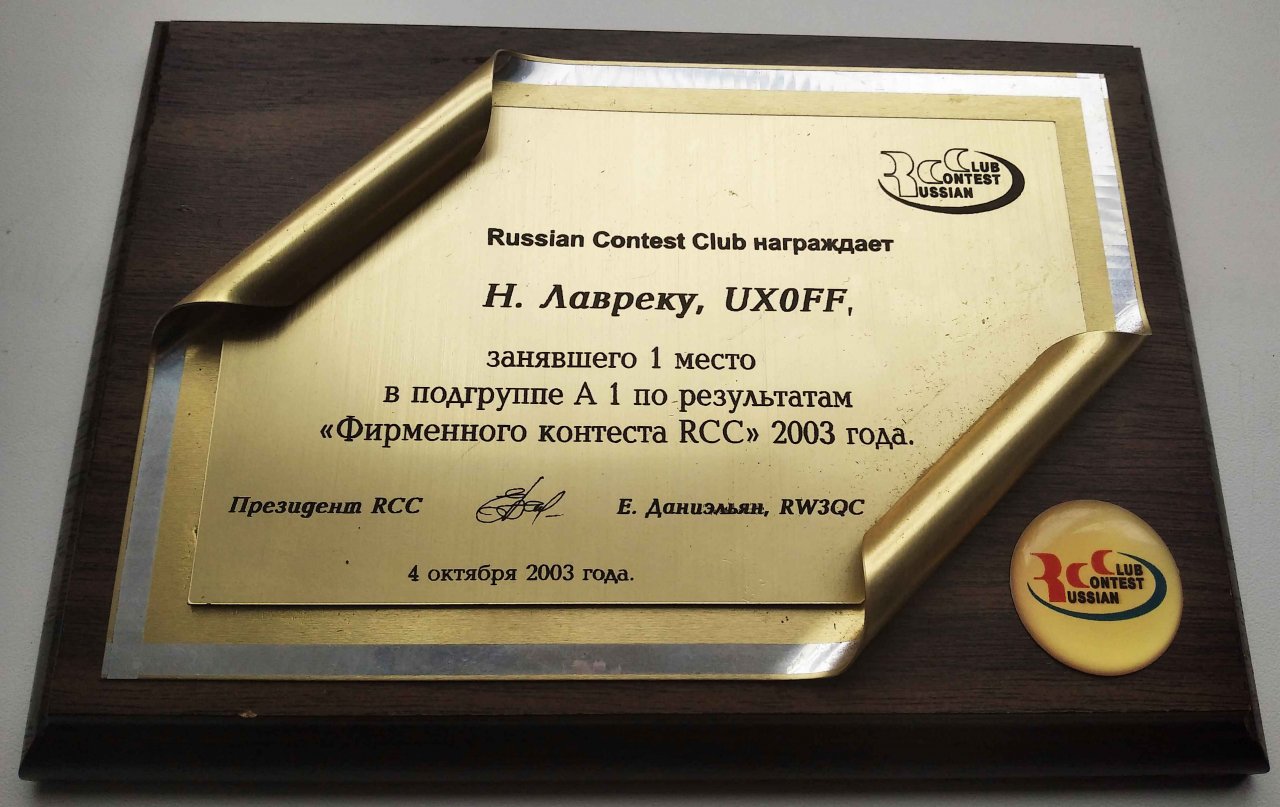 CLUB
CONTEST
RUSSIAN
Russian Contest Club награждает
Н. Лавреку, UX0FF,
занявшего 1 место
в подгруппе А 1 по результатам
«Фирменного контеста RCC» 2003 года.
Президент RCC Е. Даниэльян, RW3QC
4 октября 2003 года.
CLUB
CONTEST
RUSSIAN